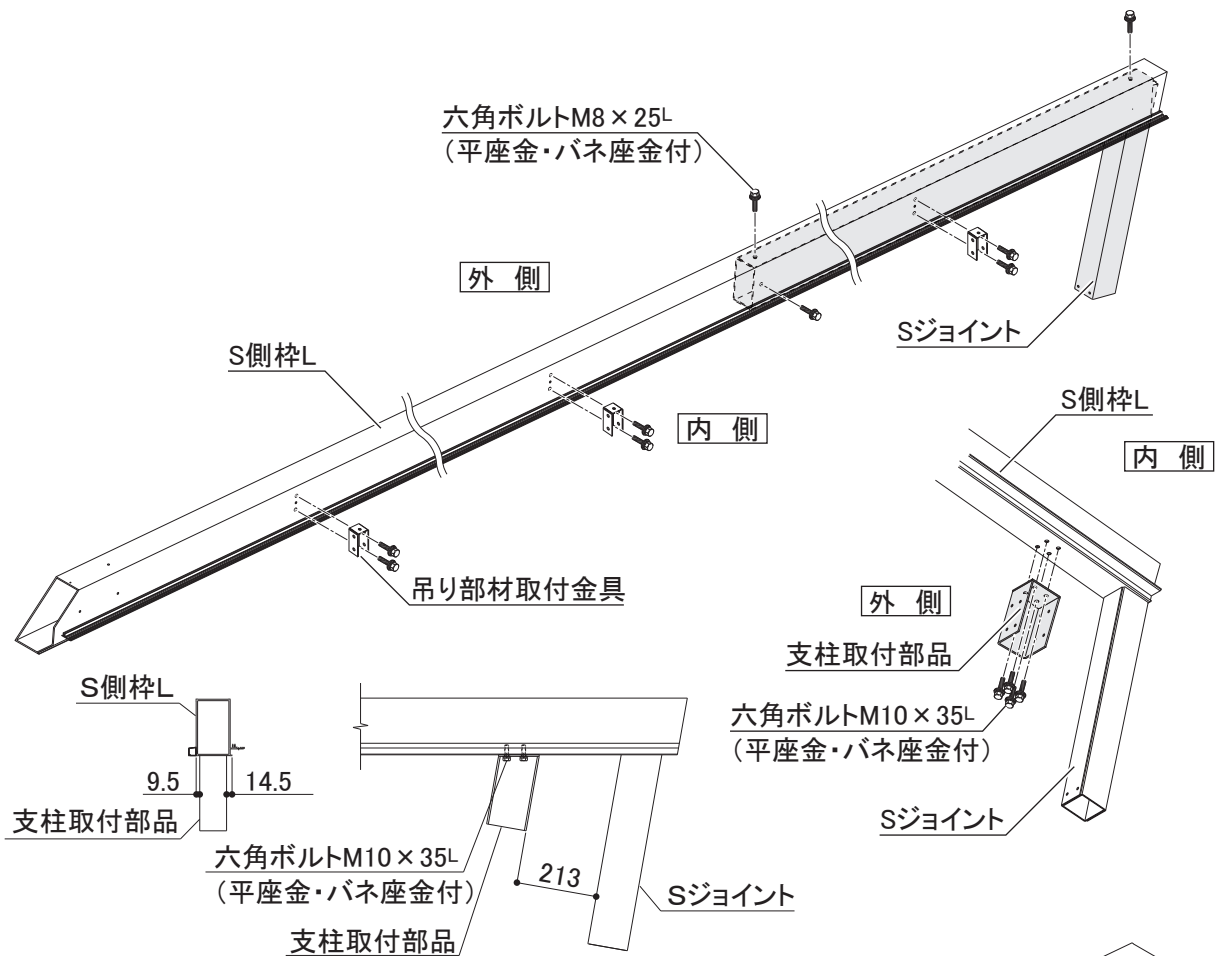 六角ボルトM8×25L
（平座金・バネ座金付）
外 側
S側枠L
Sジョイント
内 側
吊り部材取付金具
S側枠L
内 側
外 側
支柱取付部品
六角ボルトM10×35L
（平座金・バネ座金付）
Sジョイント
S側枠L
9.5
14.5
支柱取付部品
六角ボルトM10×35L
（平座金・バネ座金付）
213
Sジョイント
支柱取付部品